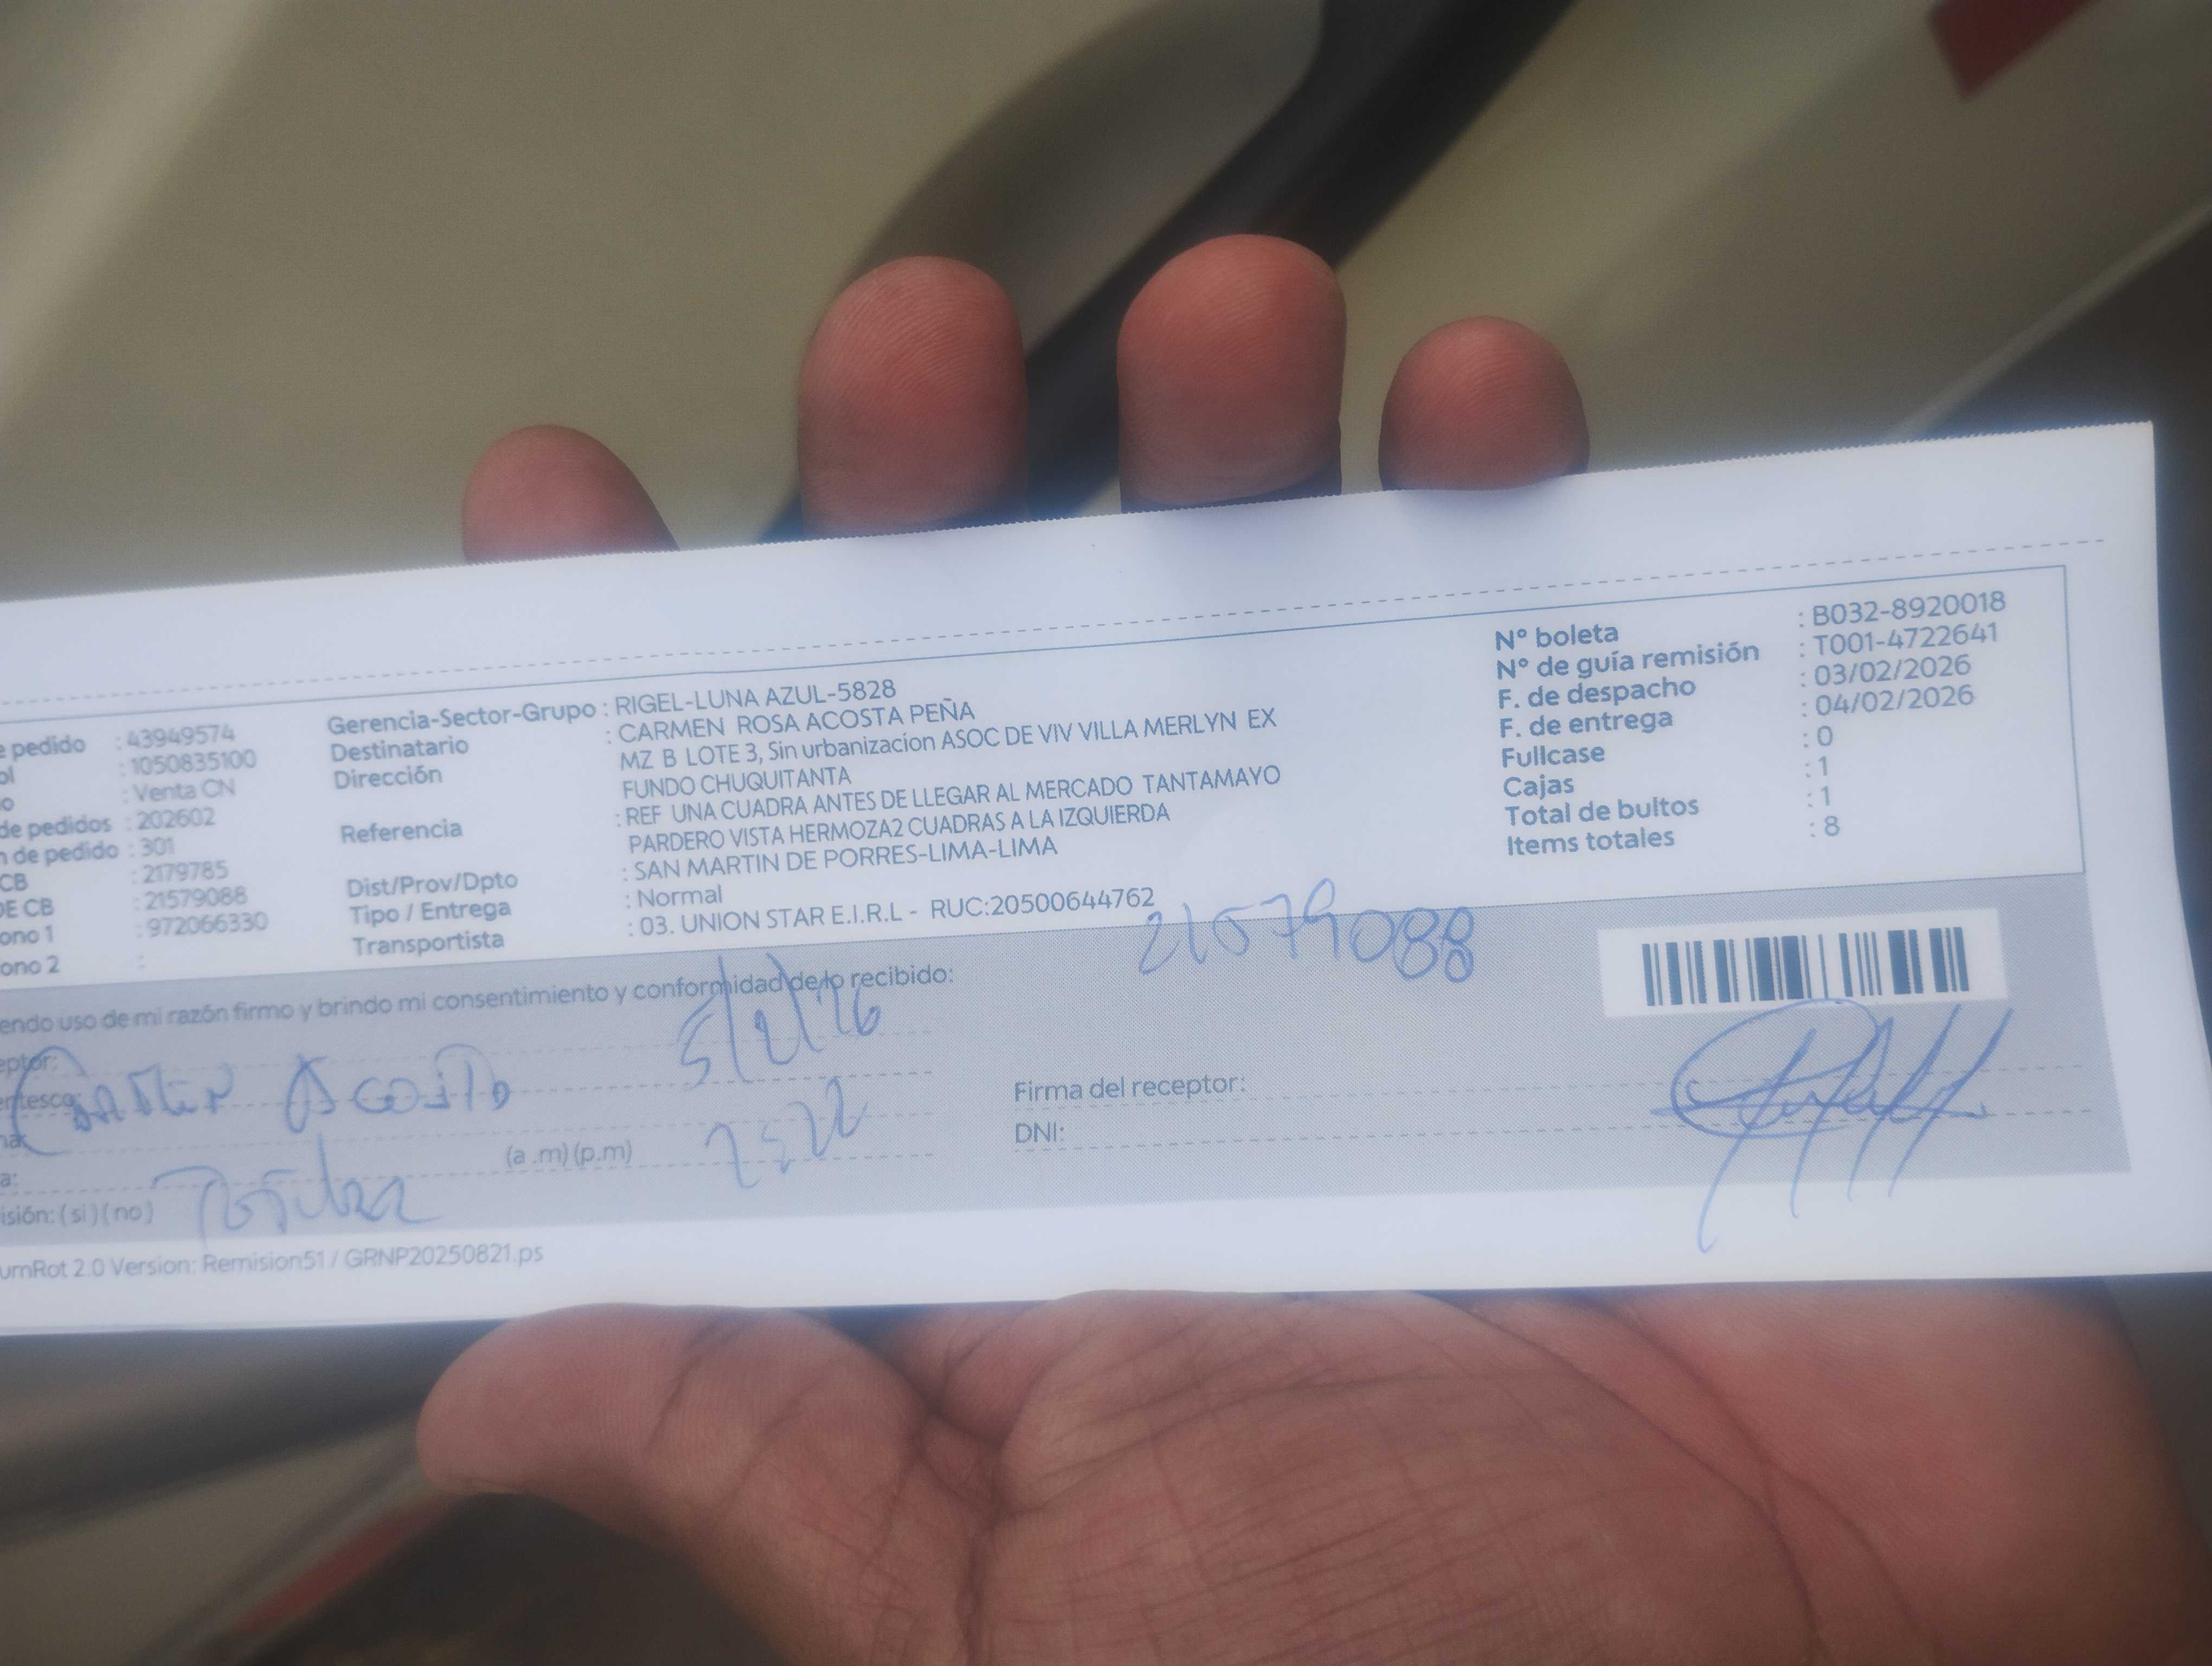 e pedido : 43949574
ol : 1050835100
o : Venta CN
de pedidos : 202602
n de pedido : 301
CB : 2179785
DE CB : 21579088
ono 1 : 972066330
ono 2 :
Gerencia-Sector-Grupo : RIGEL-LUNA AZUL-5828
Destinatario : CARMEN ROSA ACOSTA PEÑA
Dirección MZ B LOTE 3, Sin urbanizacion ASOC DE VIV VILLA MERLYN EX
FUNDO CHUQUITANTA
Referencia : REF UNA CUADRA ANTES DE LLEGAR AL MERCADO TANTAMAYO
PARDERO VISTA HERMOZA2 CUADRAS A LA IZQUIERDA
Dist/Prov/Dpto : SAN MARTIN DE PORRES-LIMA-LIMA
Tipo / Entrega : Normal
Transportista : 03. UNION STAR E.I.R.L - RUC:20500644762
N° boleta : B032-8920018
N° de guía remisión : T001-4722641
F. de despacho : 03/02/2026
F. de entrega : 04/02/2026
Fullcase : 0
Cajas : 1
Total de bultos : 1
Items totales : 8
endo uso de mi razón firmo y brindo mi consentimiento y conformidad de lo recibido:
21579088
eptor:
5/2/26
entesco:
Carmen Acosta
na:
a: (a .m) (p.m)
isión: ( si ) ( no )
Firma del receptor:
DNI:
umRot 2.0 Version: Remision51 / GRNP20250821.ps